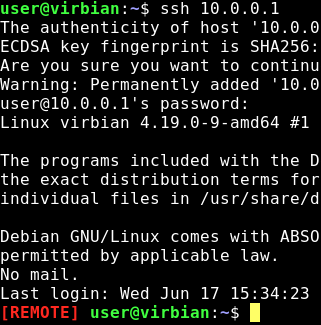 user@virbian:~$ ssh 10.0.0.1
The authenticity of host '10.0.0
ECDSA key fingerprint is SHA256:
Are you sure you want to continu
Warning: Permanently added '10.0
user@10.0.0.1's password:
Linux virbian 4.19.0-9-amd64 #1
The programs included with the D
the exact distribution terms for
individual files in /usr/share/d
Debian GNU/Linux comes with ABSO
permitted by applicable law.
No mail.
Last login: Wed Jun 17 15:34:23
[REMOTE] user@virbian:~$